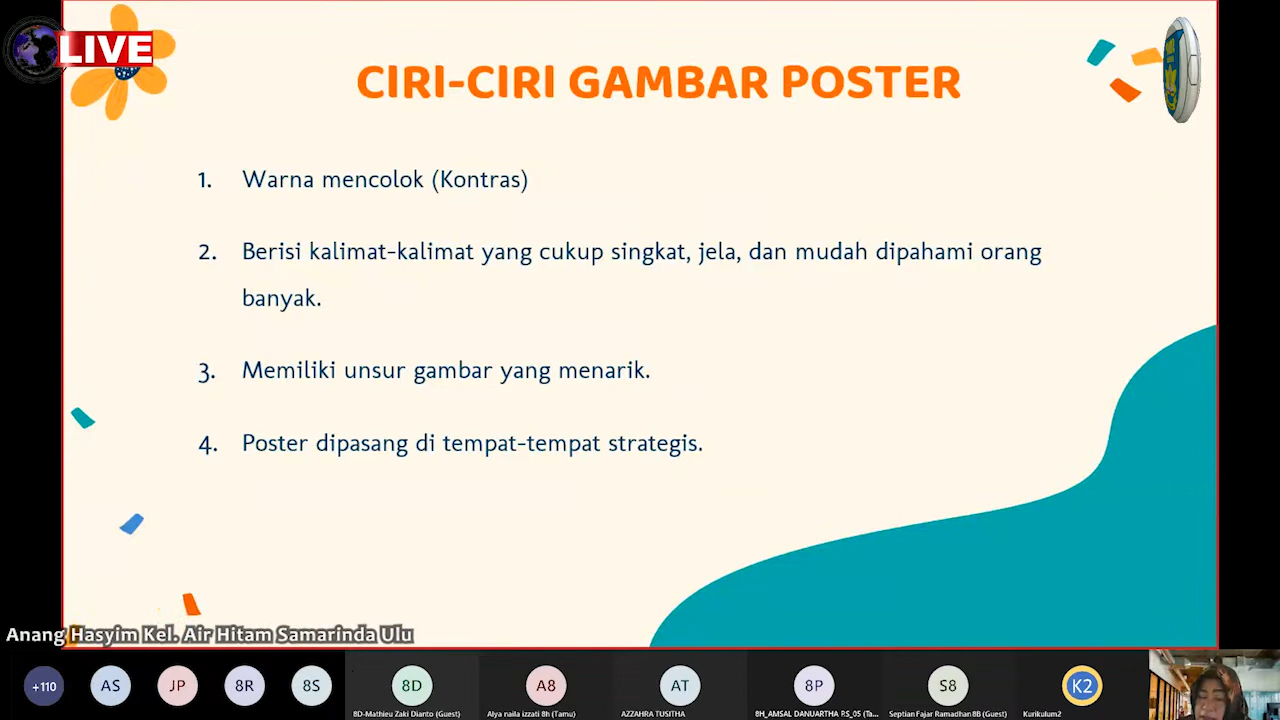 LIVE
CIRI-CIRI GAMBAR POSTER
1. Warna mencolok (Kontras)
2. Berisi kalimat-kalimat yang cukup singkat, jela, dan mudah dipahami orang
banyak.
3. Memiliki unsur gambar yang menarik.
4. Poster dipasang di tempat-tempat strategis.
Anang Hasyim Kel. Air Hitam Samarinda Ulu
+110 AS JP 8R 8S 8D A8 AT 8P S8 K2
8D-Mathieu Zaki Dianto (Guest) Alya naila izzati 8h (Tamu) AZZAHRA TUSITHA 8H_AMSAL DANUARTHA P.S_05 (Ta... Septian Fajar Ramadhan 8B (Guest) Kurikulum2